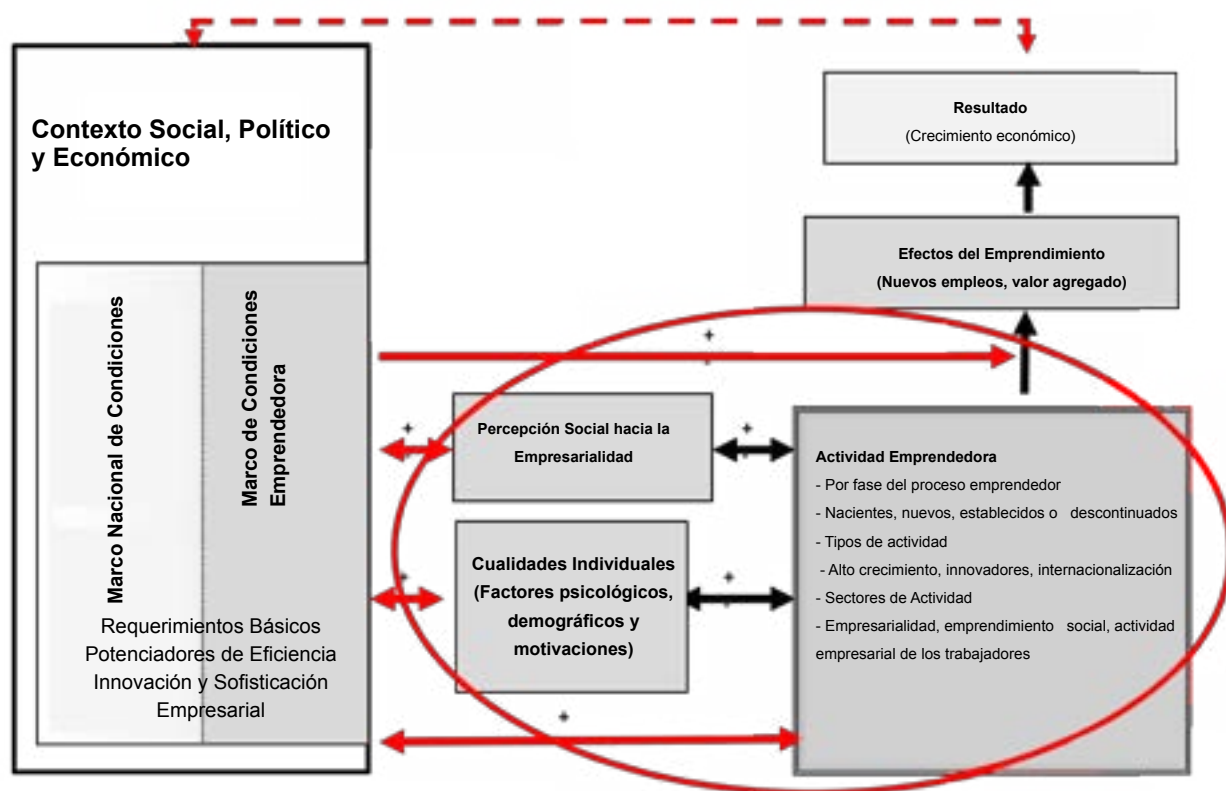 Contexto Social, Político
y Económico
Marco Nacional de Condiciones
Marco de Condiciones
Emprendedora
Requerimientos Básicos
Potenciadores de Eficiencia
Innovación y Sofisticación
Empresarial
Resultado
(Crecimiento económico)
Efectos del Emprendimiento
(Nuevos empleos, valor agregado)
+
+
Percepción Social hacia la
Empresarialidad
+
+
Cualidades Individuales
(Factores psicológicos,
demográficos y
motivaciones)
+
+
Actividad Emprendedora
- Por fase del proceso emprendedor
- Nacientes, nuevos, establecidos o descontinuados
- Tipos de actividad
- Alto crecimiento, innovadores, internacionalización
- Sectores de Actividad
- Empresarialidad, emprendimiento social, actividad
empresarial de los trabajadores